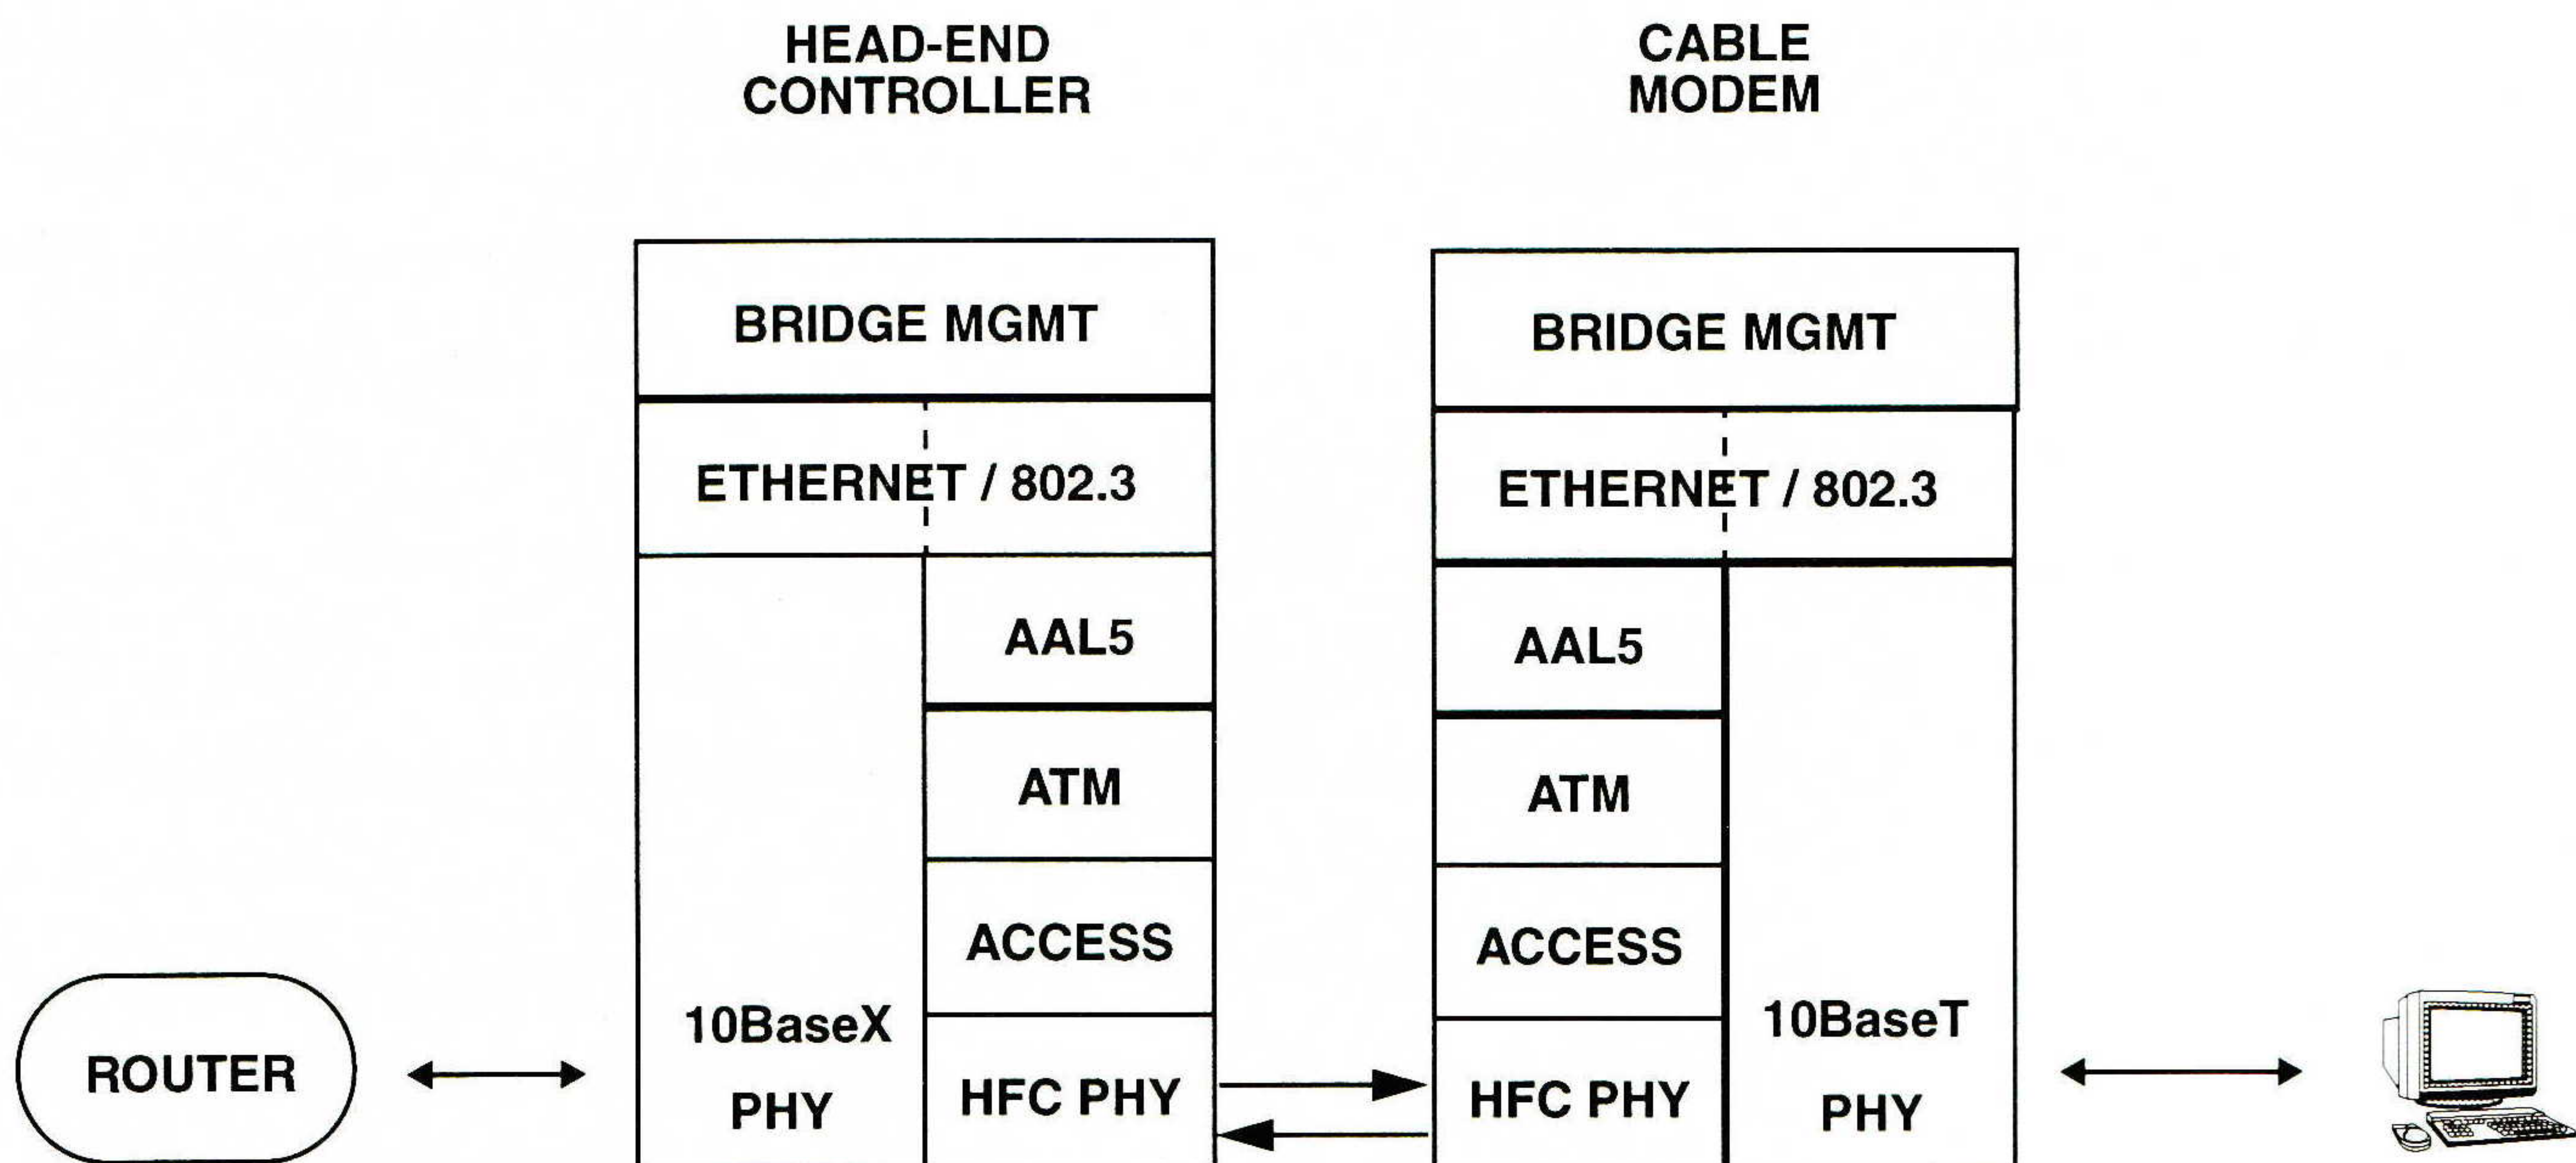 HEAD-END
CONTROLLER
CABLE
MODEM
BRIDGE MGMT
ETHERNET / 802.3
AAL5
ATM
ACCESS
10BaseX
PHY
HFC PHY
BRIDGE MGMT
ETHERNET / 802.3
AAL5
ATM
ACCESS
HFC PHY
10BaseT
PHY
ROUTER